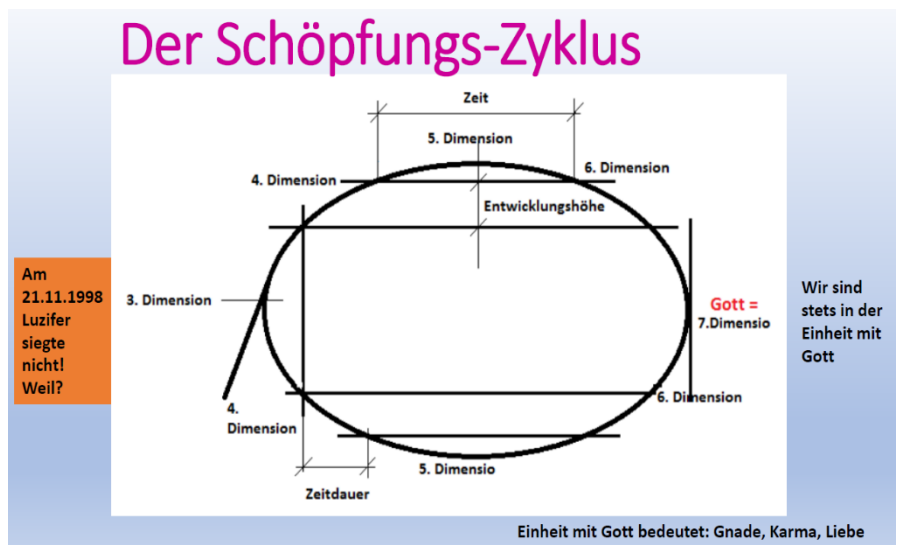 Der Schöpfungs-Zyklus
Zeit
5. Dimension
4. Dimension
6. Dimension
Entwicklungshöhe
Am
21.11.1998
Luzifer
siegte
nicht!
Weil?
3. Dimension
Gott =
7.Dimensio
Wir sind
stets in der
Einheit mit
Gott
4.
Dimension
6. Dimension
5. Dimensio
Zeitdauer
Einheit mit Gott bedeutet: Gnade, Karma, Liebe